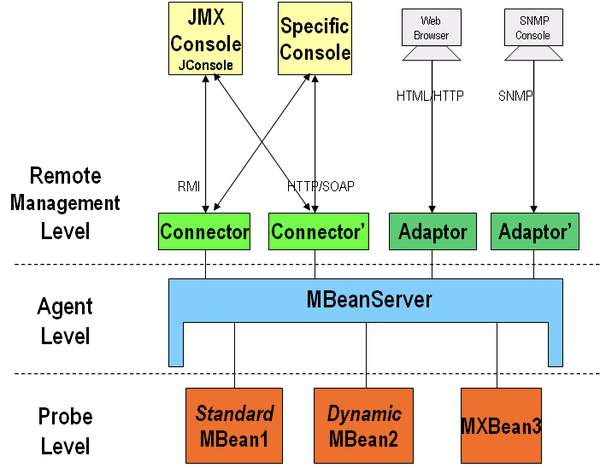 JMX
Console
JConsole
Specific
Console
Web
Browser
SNMP
Console
HTML/HTTP
SNMP
RMI
HTTP/SOAP
Remote
Management
Level
Connector
Connector'
Adaptor
Adaptor'
Agent
Level
MBeanServer
Probe
Level
Standard
MBean1
Dynamic
MBean2
MXBean3